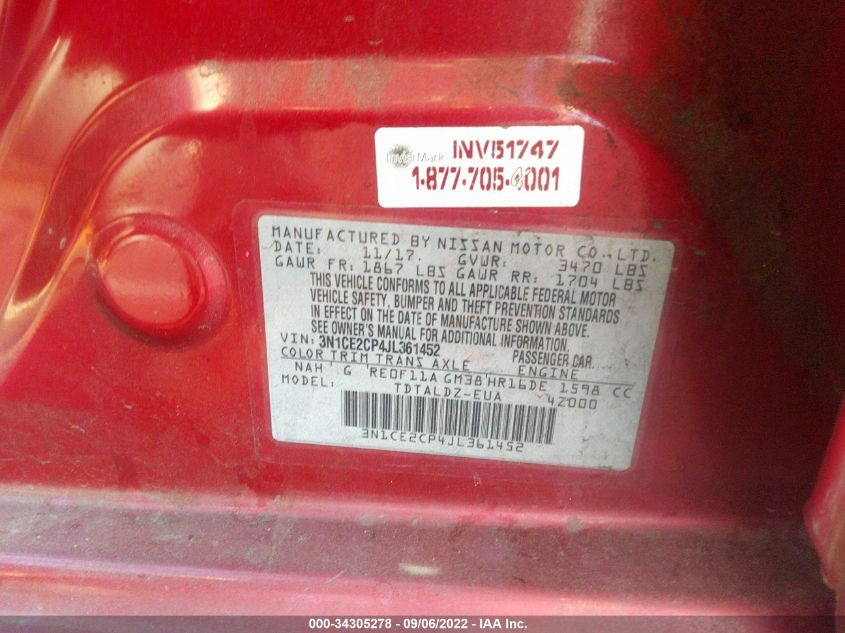 INV51747
InvisiMark
1-877-705-4001
MANUFACTURED BY NISSAN MOTOR CO., LTD.
DATE: 11/17. GVWR: 3470 LBS
GAWR FR: 1867 LBS GAWR RR: 1704 LBS
THIS VEHICLE CONFORMS TO ALL APPLICABLE FEDERAL MOTOR
VEHICLE SAFETY, BUMPER AND THEFT PREVENTION STANDARDS
IN EFFECT ON THE DATE OF MANUFACTURE SHOWN ABOVE.
SEE OWNER'S MANUAL FOR ADDITIONAL INFORMATION.
VIN: 3N1CE2CP4JL361452 PASSENGER CAR.
COLOR TRIM TRANS AXLE ENGINE
NAH G RE0F11A GM38 HR16DE 1598 CC
MODEL: TDTALDZ-EUA 42000
3N1CE2CP4JL361452
000-34305278 - 09/06/2022 - IAA Inc.